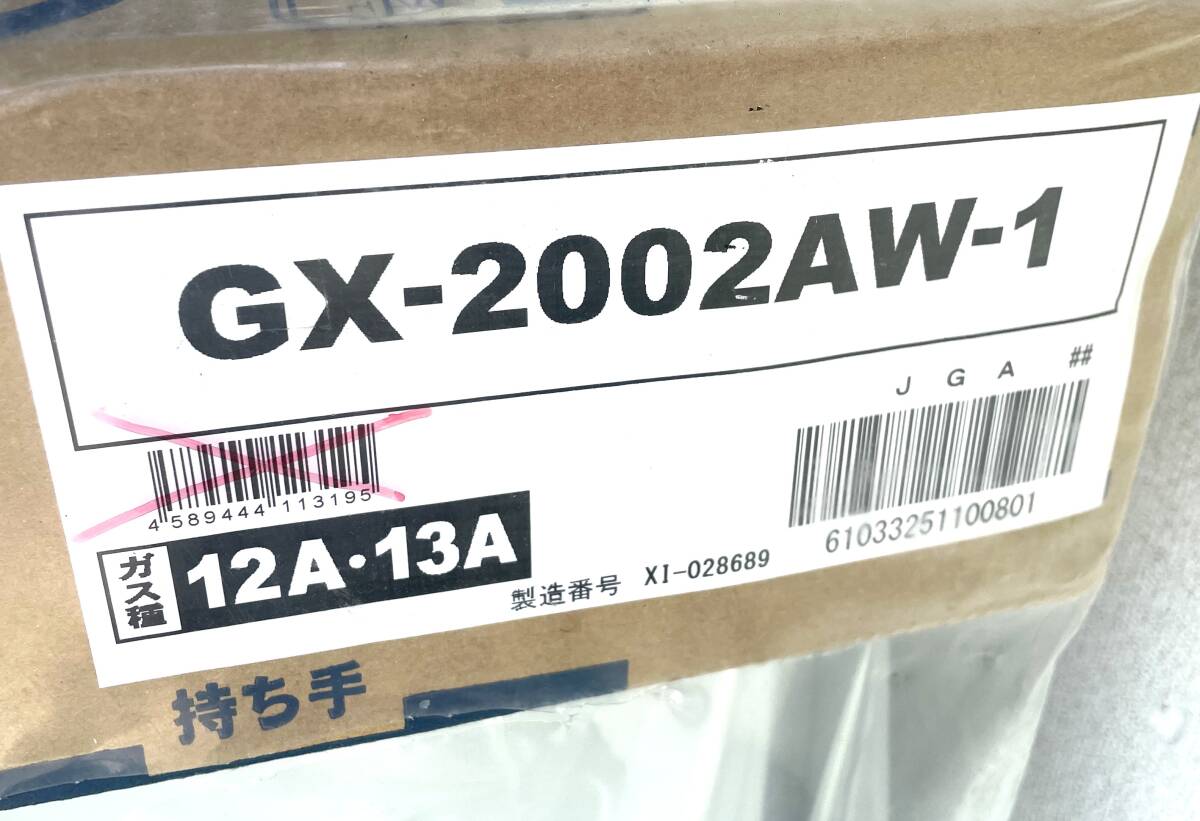 GX-2002AW-1
JGA ##
4 589444 113195
61033251100801
ガス種 12A・13A
製造番号 XI-028689
持ち手